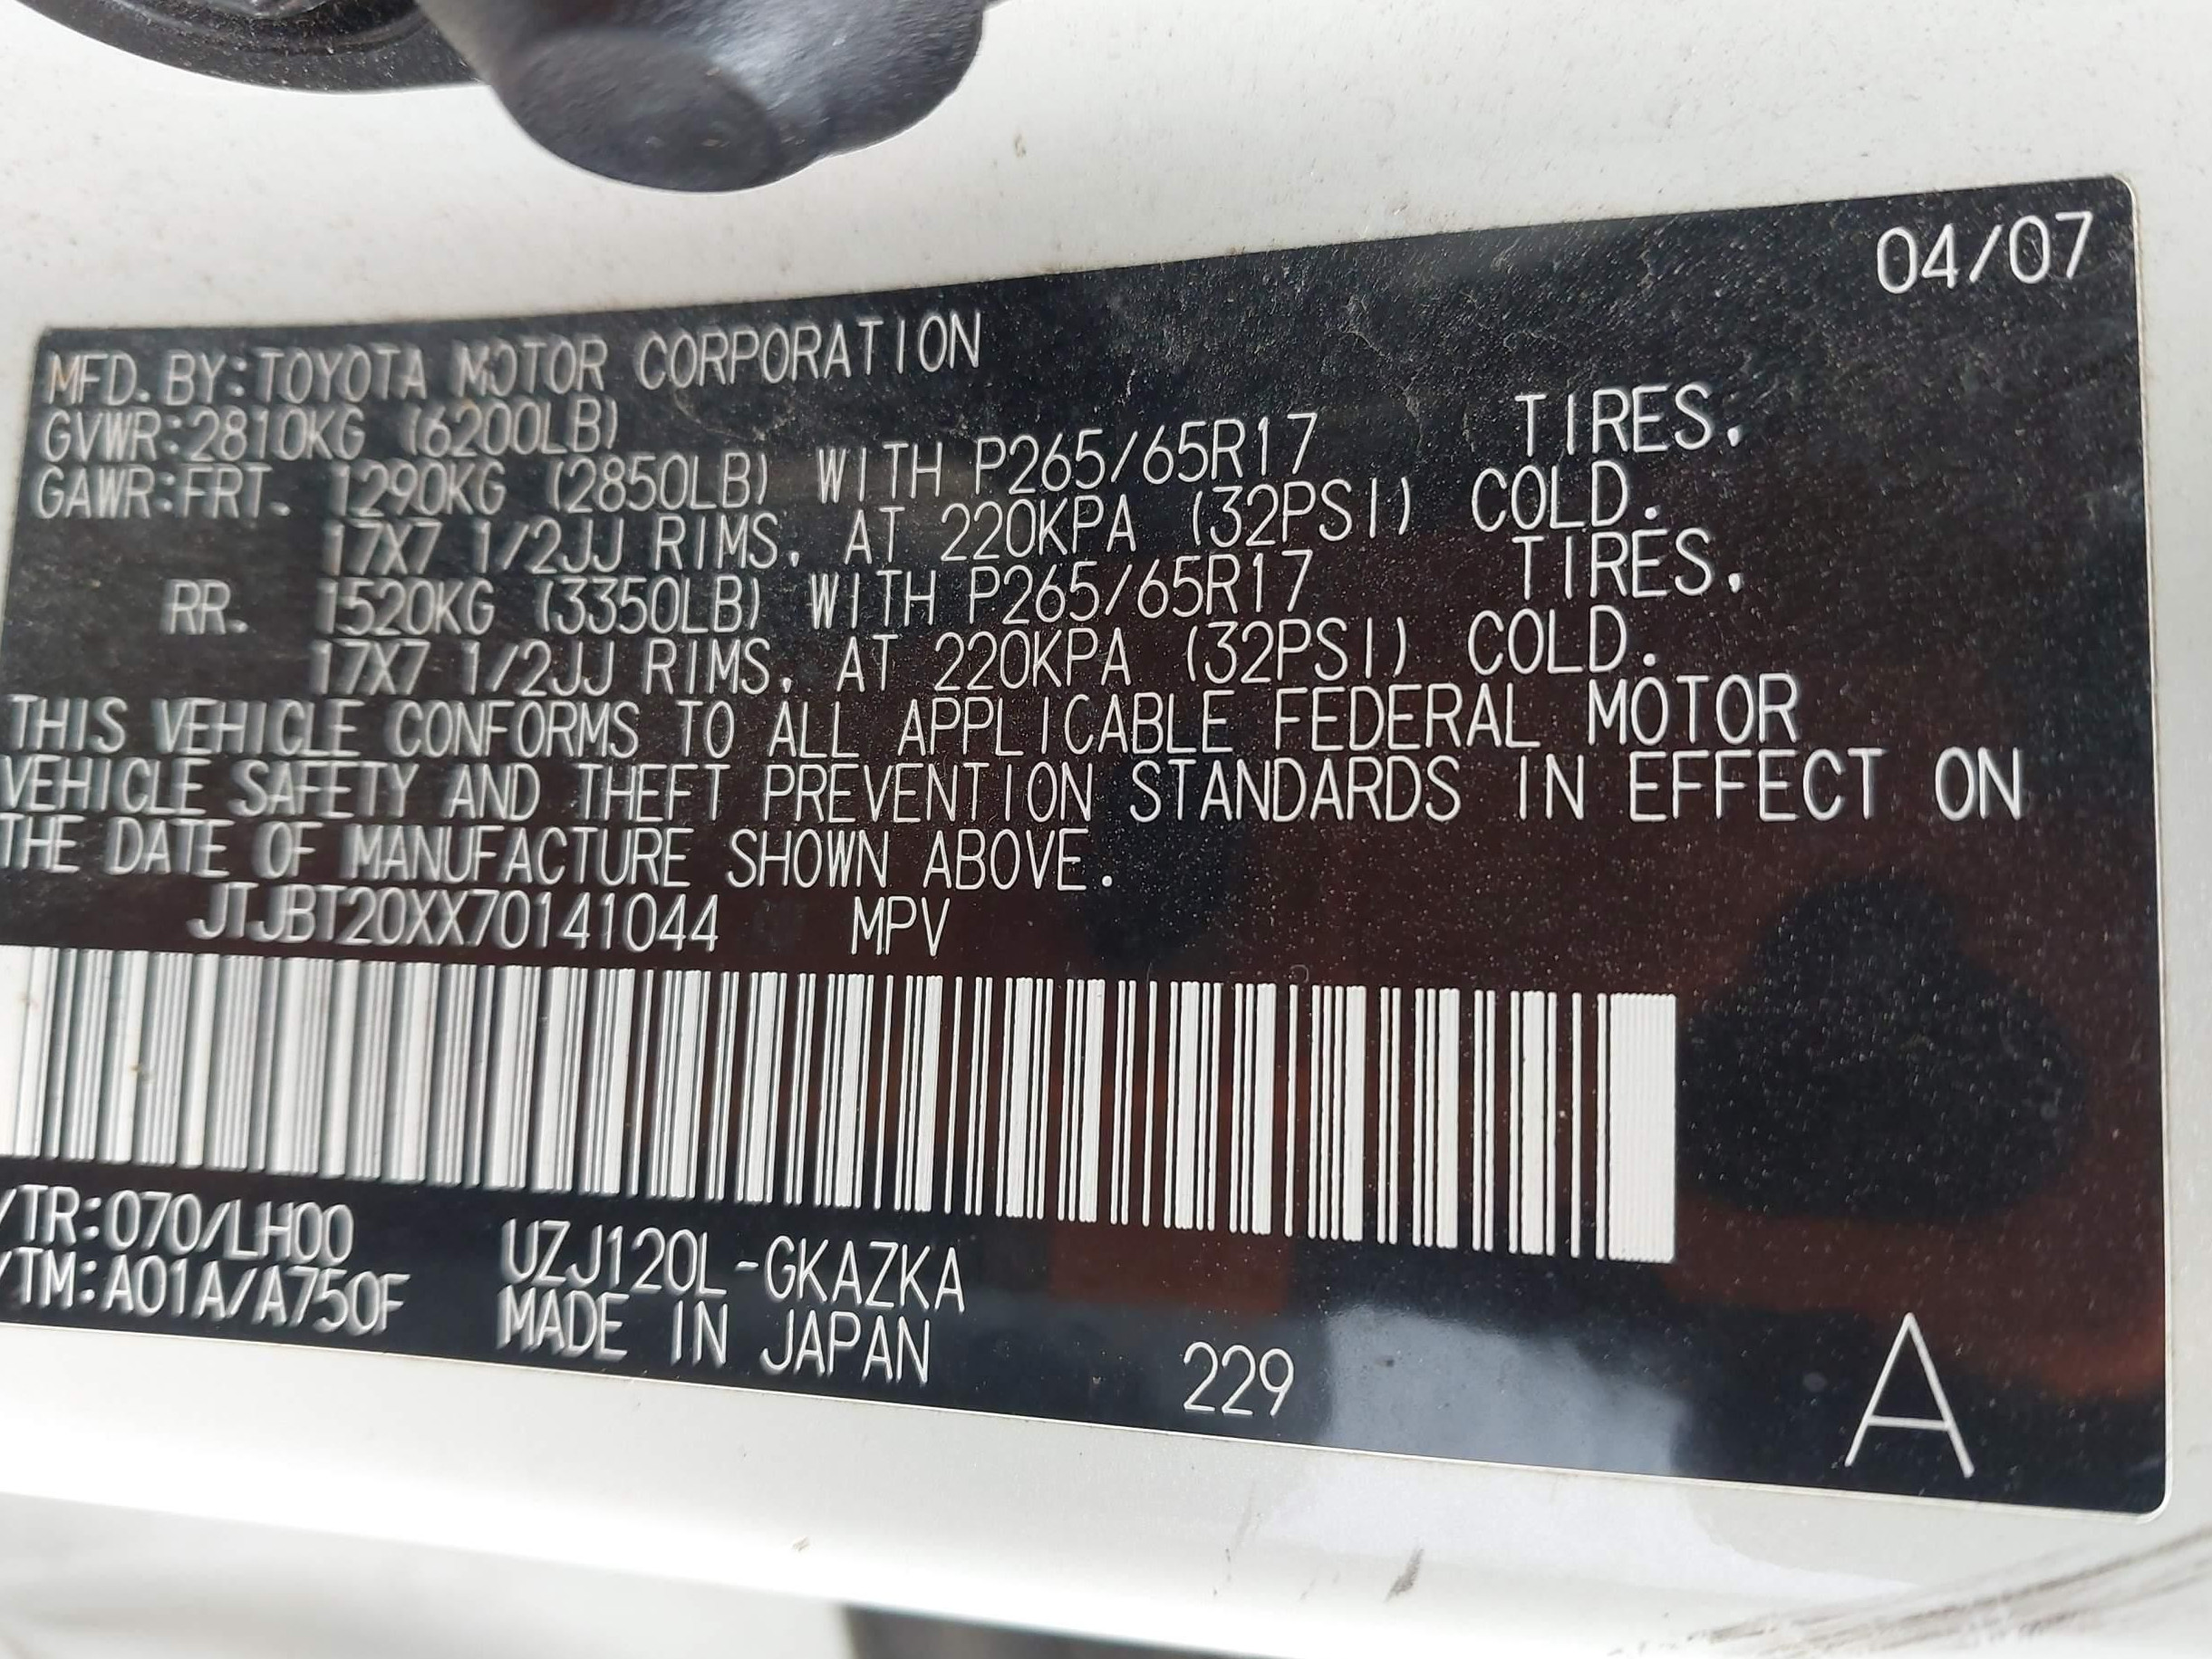 04/07
MFD. BY:TOYOTA MOTOR CORPORATION
GVWR:2810KG (6200LB)
GAWR:FRT. 1290KG (2850LB) WITH P265/65R17 TIRES,
17X7 1/2JJ RIMS, AT 220KPA (32PSI) COLD.
RR. 1520KG (3350LB) WITH P265/65R17 TIRES,
17X7 1/2JJ RIMS, AT 220KPA (32PSI) COLD.
THIS VEHICLE CONFORMS TO ALL APPLICABLE FEDERAL MOTOR
VEHICLE SAFETY AND THEFT PREVENTION STANDARDS IN EFFECT ON
THE DATE OF MANUFACTURE SHOWN ABOVE.
JTJBT20XX70141044 MPV
/TR:070/LH00 UZJ120L-GKAZKA
/TM:A01A/A750F MADE IN JAPAN 229 A